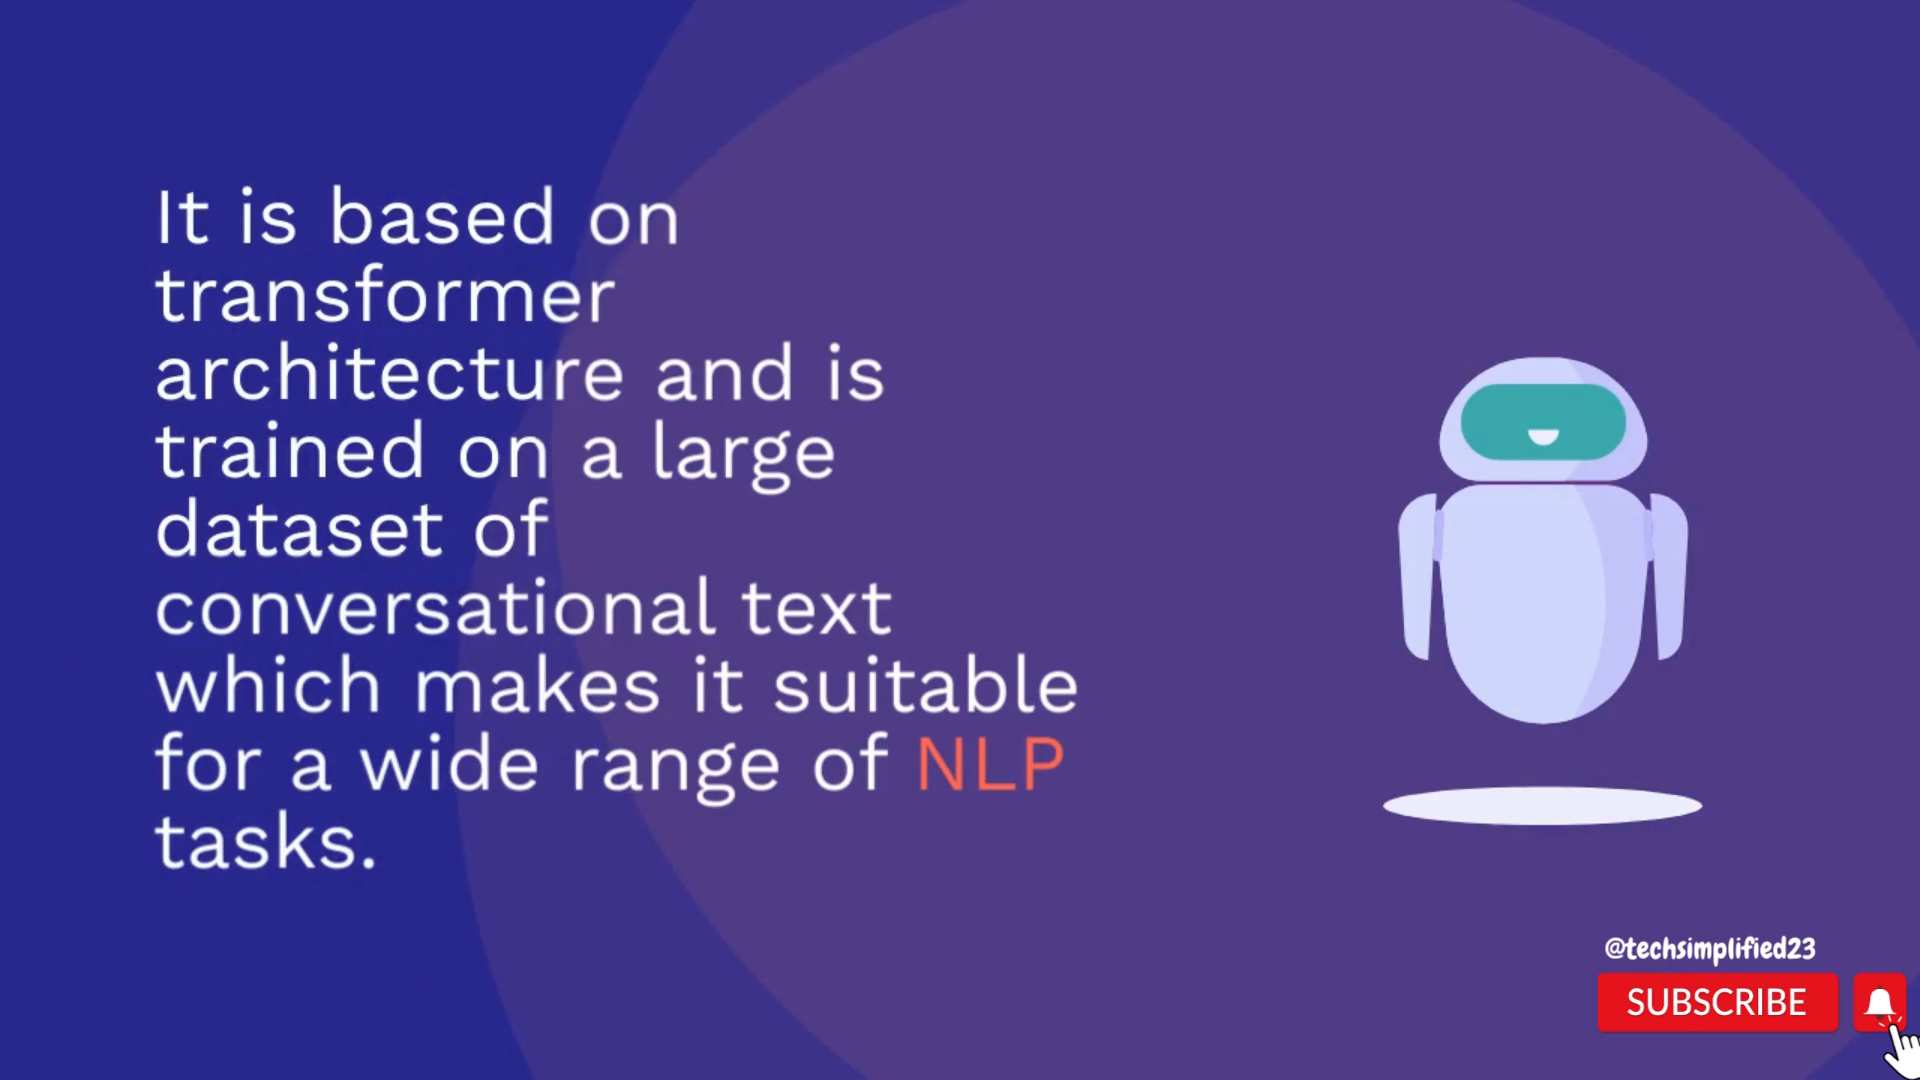 It is based on
transformer
architecture and is
trained on a large
dataset of
conversational text
which makes it suitable
for a wide range of NLP
tasks.
@techsimplified23
SUBSCRIBE